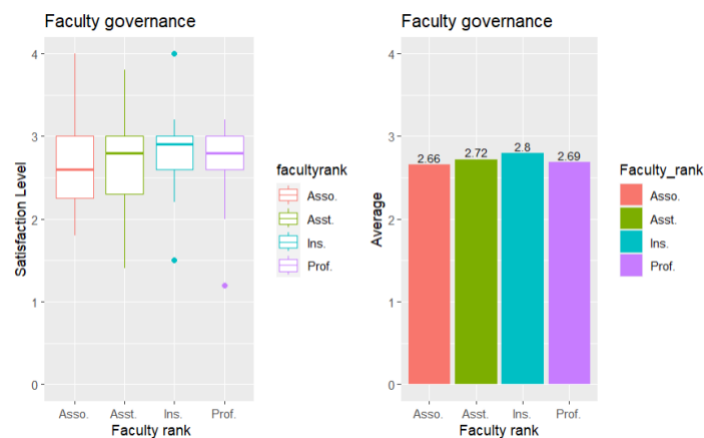 Faculty governance
4
3
2
1
0
Satisfaction Level
Asso. Asst. Ins. Prof.
Faculty rank
factyrank
Asso.
Asst.
Ins.
Prof.
Faculty governance
4
3
2
1
0
Average
2.66 2.72 2.8 2.69
Asso. Asst. Ins. Prof.
Faculty rank
Faculty_rank
Asso.
Asst.
Ins.
Prof.